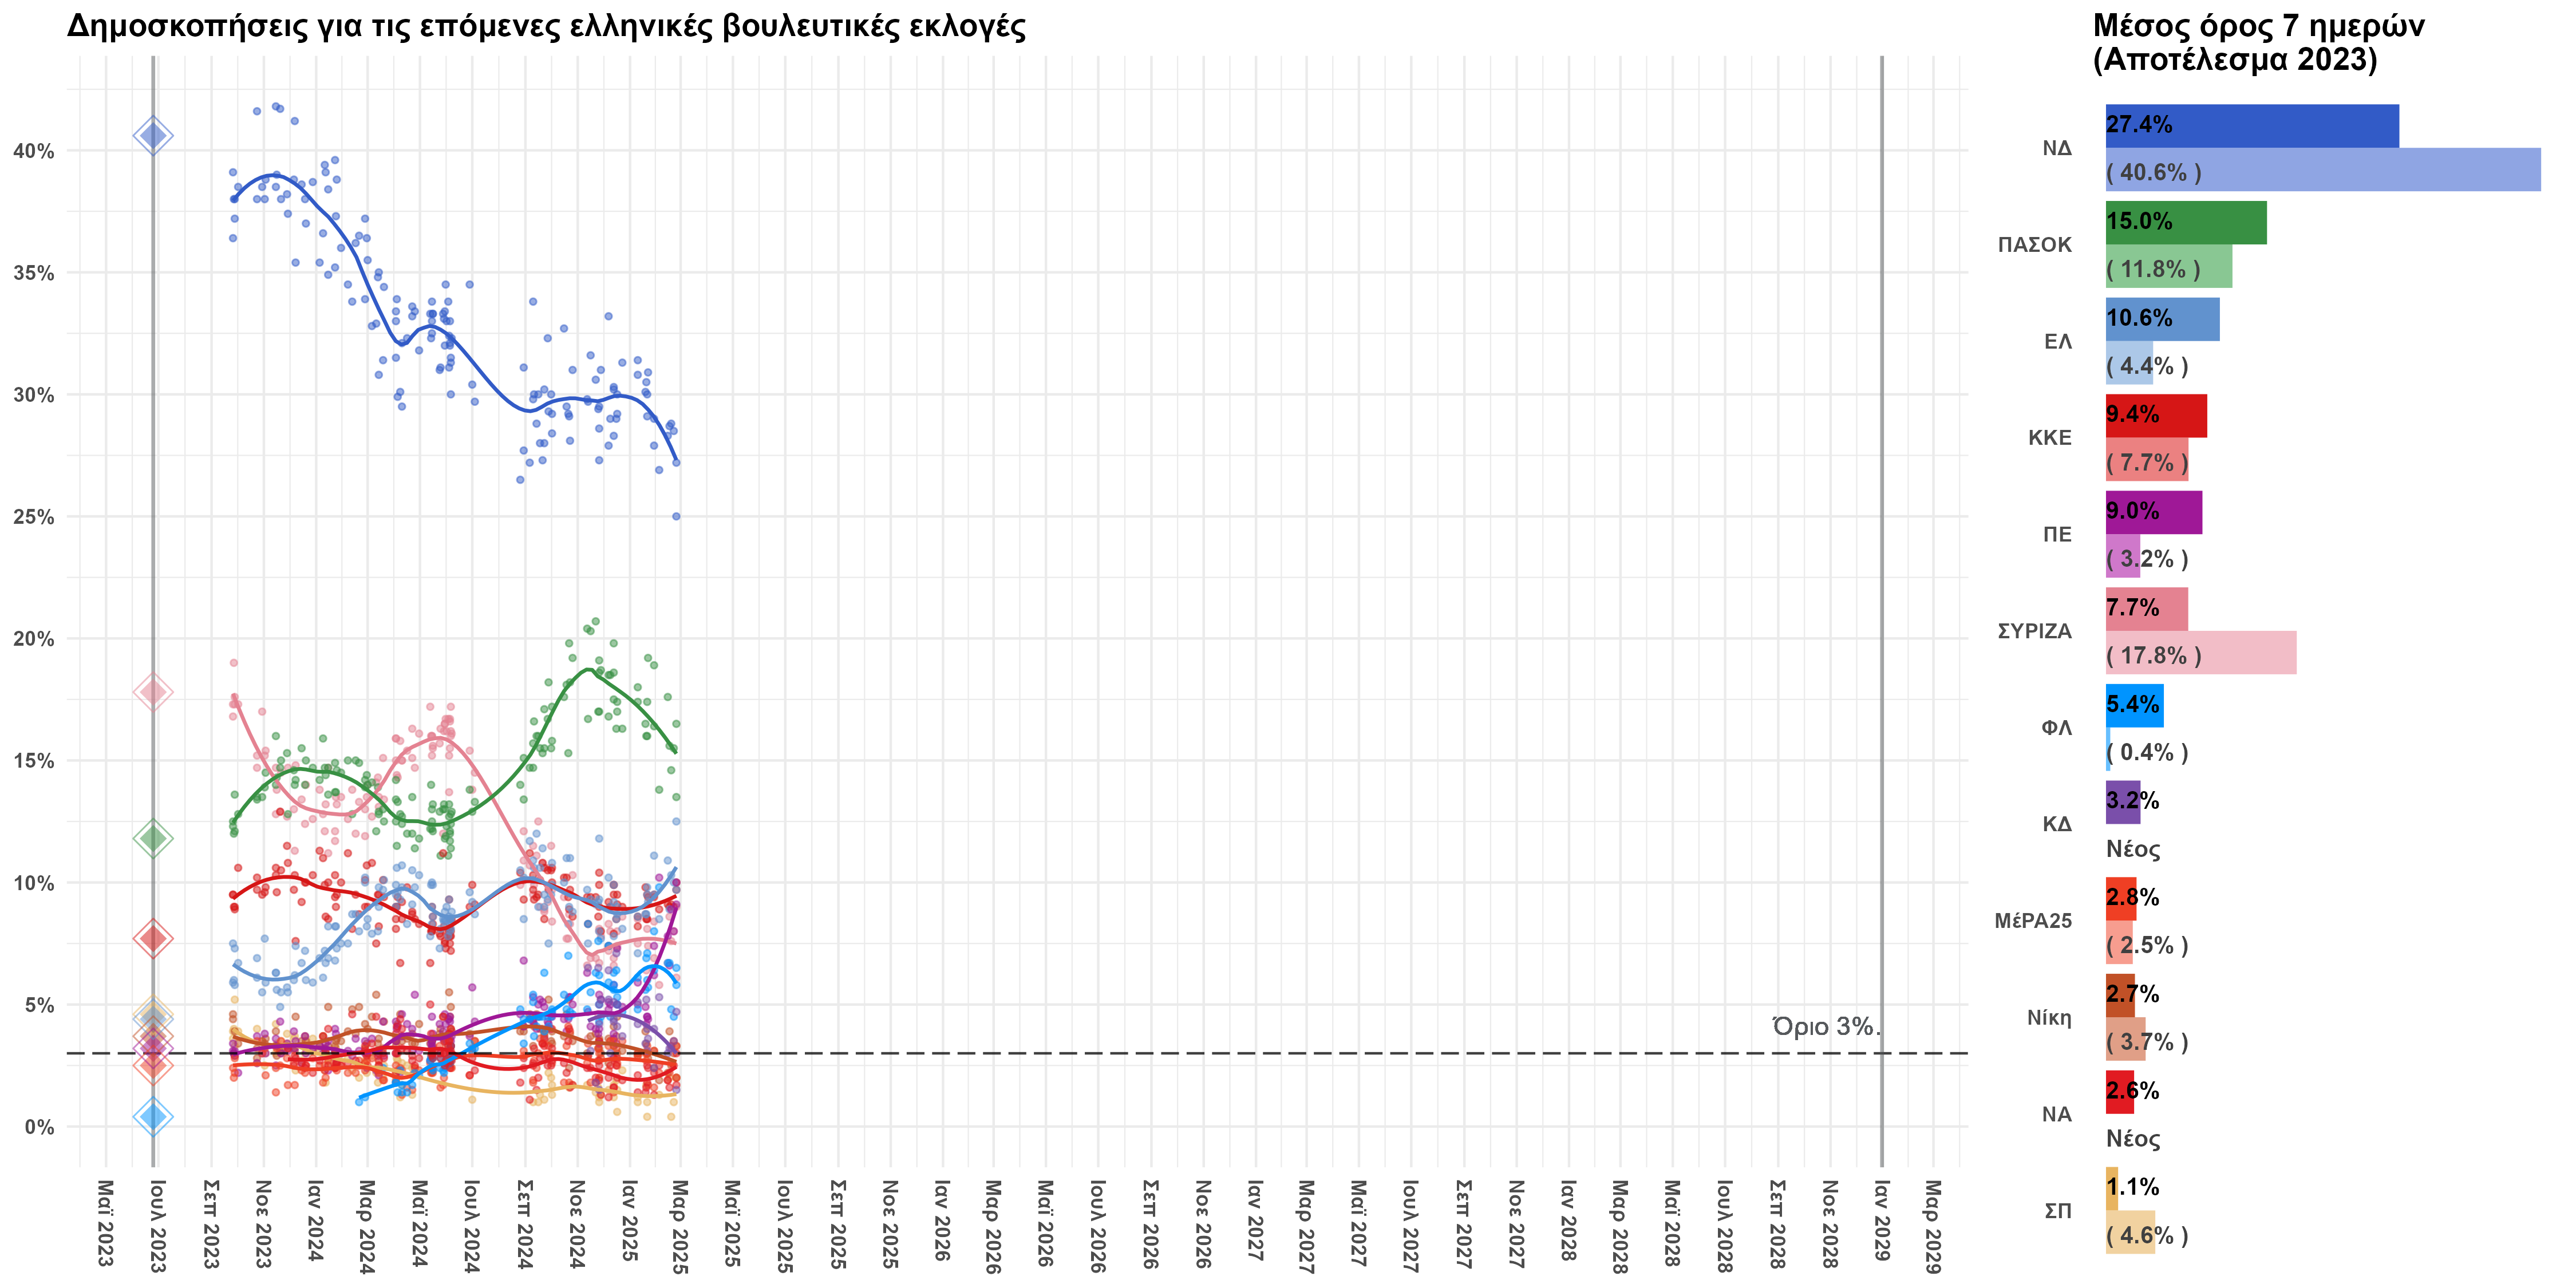 Δημοσκοπήσεις για τις επόμενες ελληνικές βουλευτικές εκλογές
40%
35%
30%
25%
20%
15%
10%
5%
0%
Όριο 3%.
Μαϊ 2023
Ιουλ 2023
Σεπ 2023
Νοε 2023
Ιαν 2024
Μαρ 2024
Μαϊ 2024
Ιουλ 2024
Σεπ 2024
Νοε 2024
Ιαν 2025
Μαρ 2025
Μαϊ 2025
Ιουλ 2025
Σεπ 2025
Νοε 2025
Ιαν 2026
Μαρ 2026
Μαϊ 2026
Ιουλ 2026
Σεπ 2026
Νοε 2026
Ιαν 2027
Μαρ 2027
Μαϊ 2027
Ιουλ 2027
Σεπ 2027
Νοε 2027
Ιαν 2028
Μαρ 2028
Μαϊ 2028
Ιουλ 2028
Σεπ 2028
Νοε 2028
Ιαν 2029
Μαρ 2029
Μέσος όρος 7 ημερών
(Αποτέλεσμα 2023)
ΝΔ
27.4%
( 40.6% )
ΠΑΣΟΚ
15.0%
( 11.8% )
ΕΛ
10.6%
( 4.4% )
ΚΚΕ
9.4%
( 7.7% )
ΠΕ
9.0%
( 3.2% )
ΣΥΡΙΖΑ
7.7%
( 17.8% )
ΦΛ
5.4%
( 0.4% )
ΚΔ
3.2%
Νέος
ΜέΡΑ25
2.8%
( 2.5% )
Νίκη
2.7%
( 3.7% )
ΝΑ
2.6%
Νέος
ΣΠ
1.1%
( 4.6% )